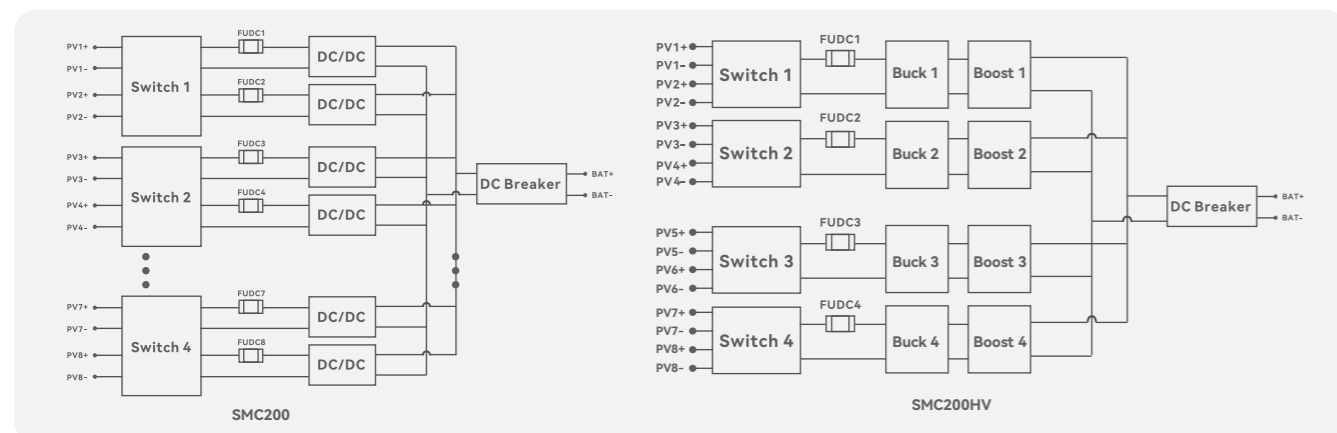 FUDC1
PV1+
DC/DC
PV1-
Switch 1
FUDC2
PV2+
DC/DC
PV2-
FUDC3
PV3+
DC/DC
PV3-
Switch 2
FUDC4
PV4+
DC/DC
PV4-
DC Breaker
BAT+
BAT-
FUDC7
PV7+
DC/DC
PV7-
Switch 4
FUDC8
PV8+
DC/DC
PV8-
SMC200
FUDC1
PV1+
PV1-
PV2+
PV2-
Switch 1
Buck 1
Boost 1
FUDC2
PV3+
PV3-
PV4+
PV4-
Switch 2
Buck 2
Boost 2
DC Breaker
BAT+
BAT-
FUDC3
PV5+
PV5-
PV6+
PV6-
Switch 3
Buck 3
Boost 3
FUDC4
PV7+
PV7-
PV8+
PV8-
Switch 4
Buck 4
Boost 4
SMC200HV